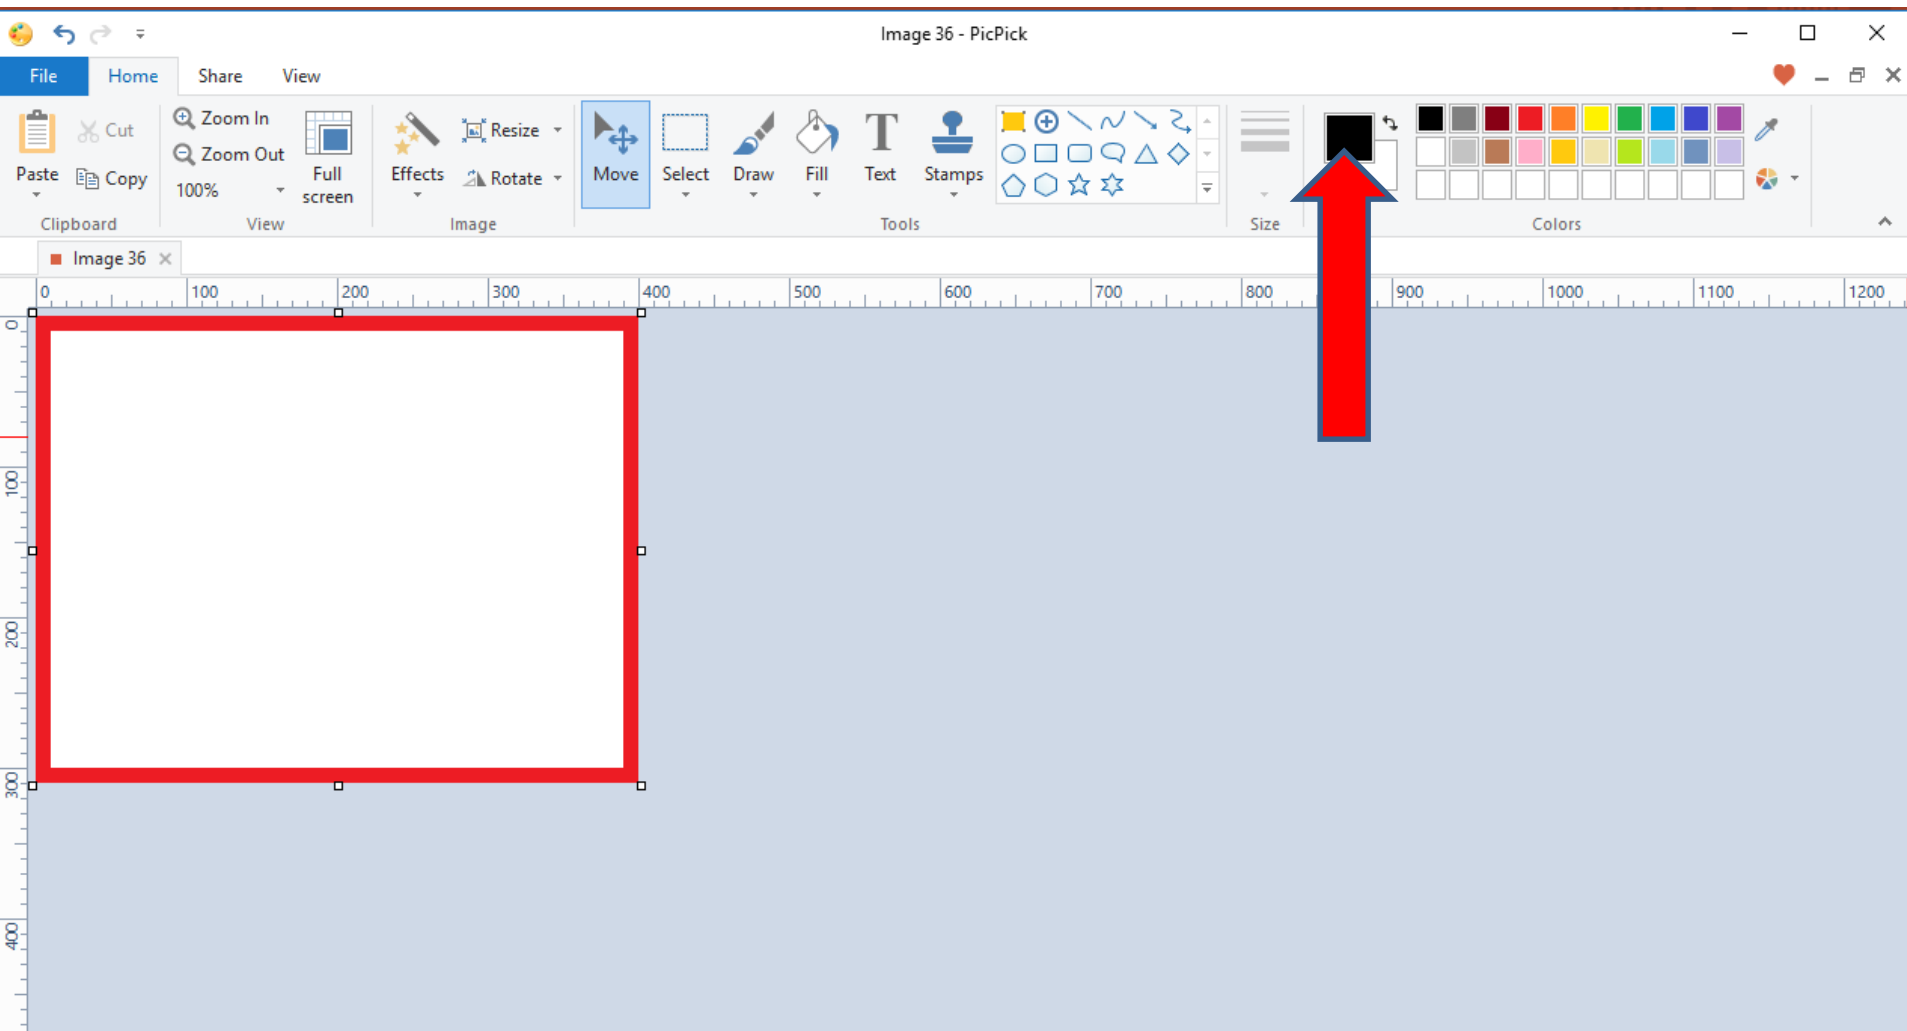 Image 36 - PicPick
File Home Share View
Paste Cut Copy
Clipboard
Zoom In
Zoom Out
100%
Full screen
View
Effects Resize Rotate
Image
Move Select Draw Fill Text Stamps
Tools
Size
Colors
Image 36
0 100 200 300 400 500 600 700 800 900 1000 1100 1200
0
100
200
300
400